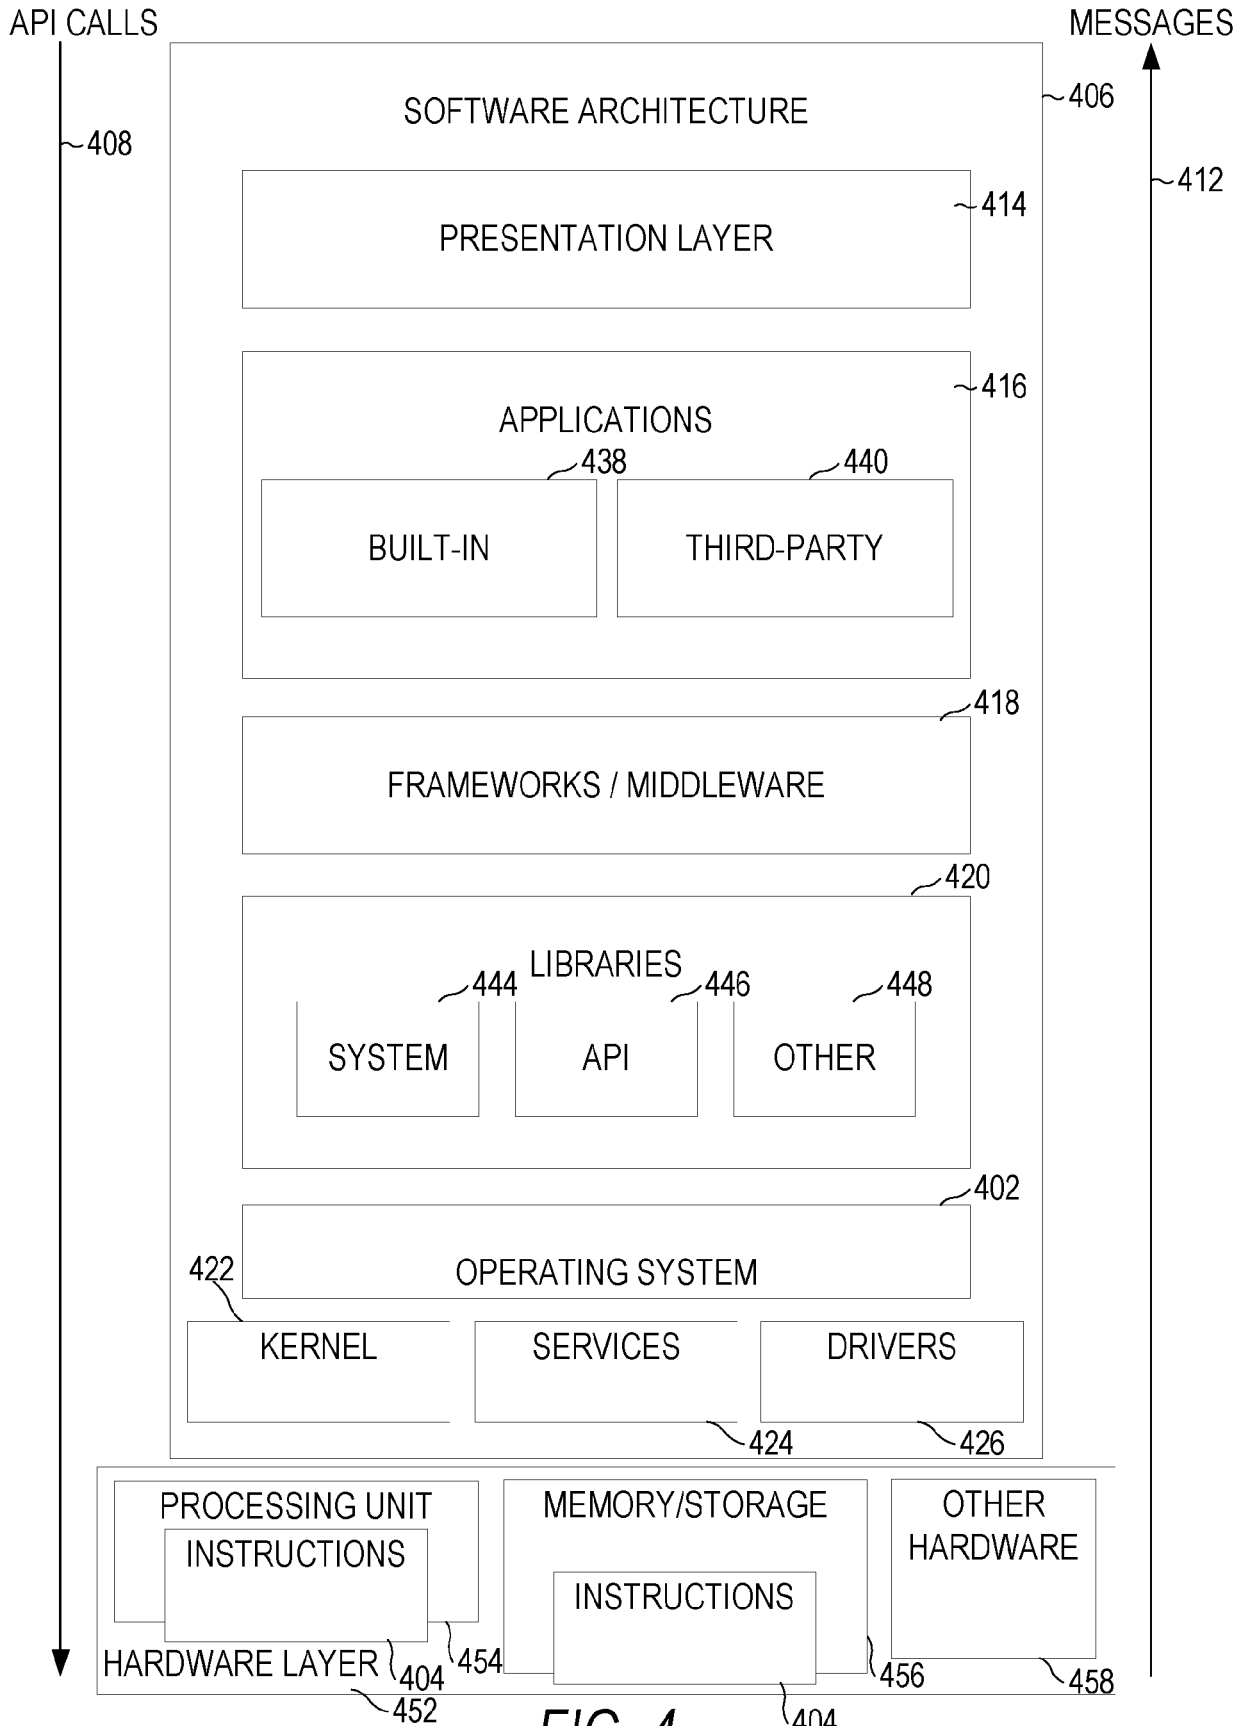 API CALLS
MESSAGES
406
SOFTWARE ARCHITECTURE
408
412
414
PRESENTATION LAYER
416
APPLICATIONS
438
440
BUILT-IN
THIRD-PARTY
418
FRAMEWORKS / MIDDLEWARE
420
LIBRARIES
444
446
448
SYSTEM
API
OTHER
402
OPERATING SYSTEM
422
KERNEL
SERVICES
DRIVERS
424
426
PROCESSING UNIT
MEMORY/STORAGE
OTHER
HARDWARE
INSTRUCTIONS
INSTRUCTIONS
HARDWARE LAYER
404
454
456
458
452
404
FIG. 4